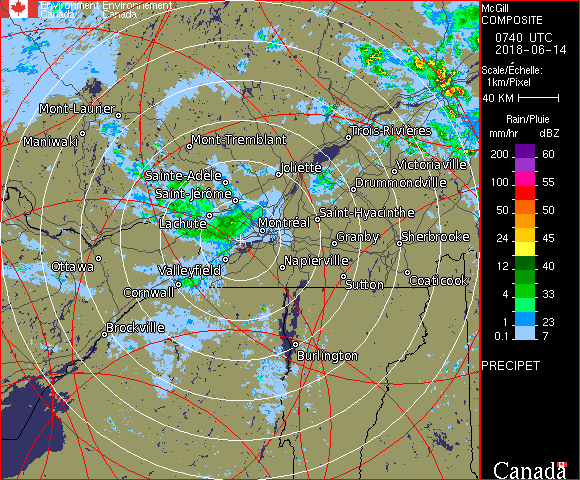 Environment Environnement
Canada Canada
McGill
COMPOSITE
0740 UTC
2018-06-14
Scale/Échelle:
1km/Pixel
40 KM
Rain/Pluie
mm/hr dBZ
200 60
100 55
50 50
24 45
12 40
4 33
1 23
0.1 7
PRECIPET
Canada
Mont-Laurier
Maniwaki
Mont-Tremblant
Trois-Rivières
Joliette
Victoriaville
Sainte-Adèle
Drummondville
Saint-Jérôme
Saint-Hyacinthe
Lachute
Montréal
Granby
Sherbrooke
Ottawa
Valleyfield
Napierville
Cornwall
Sutton
Coaticook
Brockville
Burlington